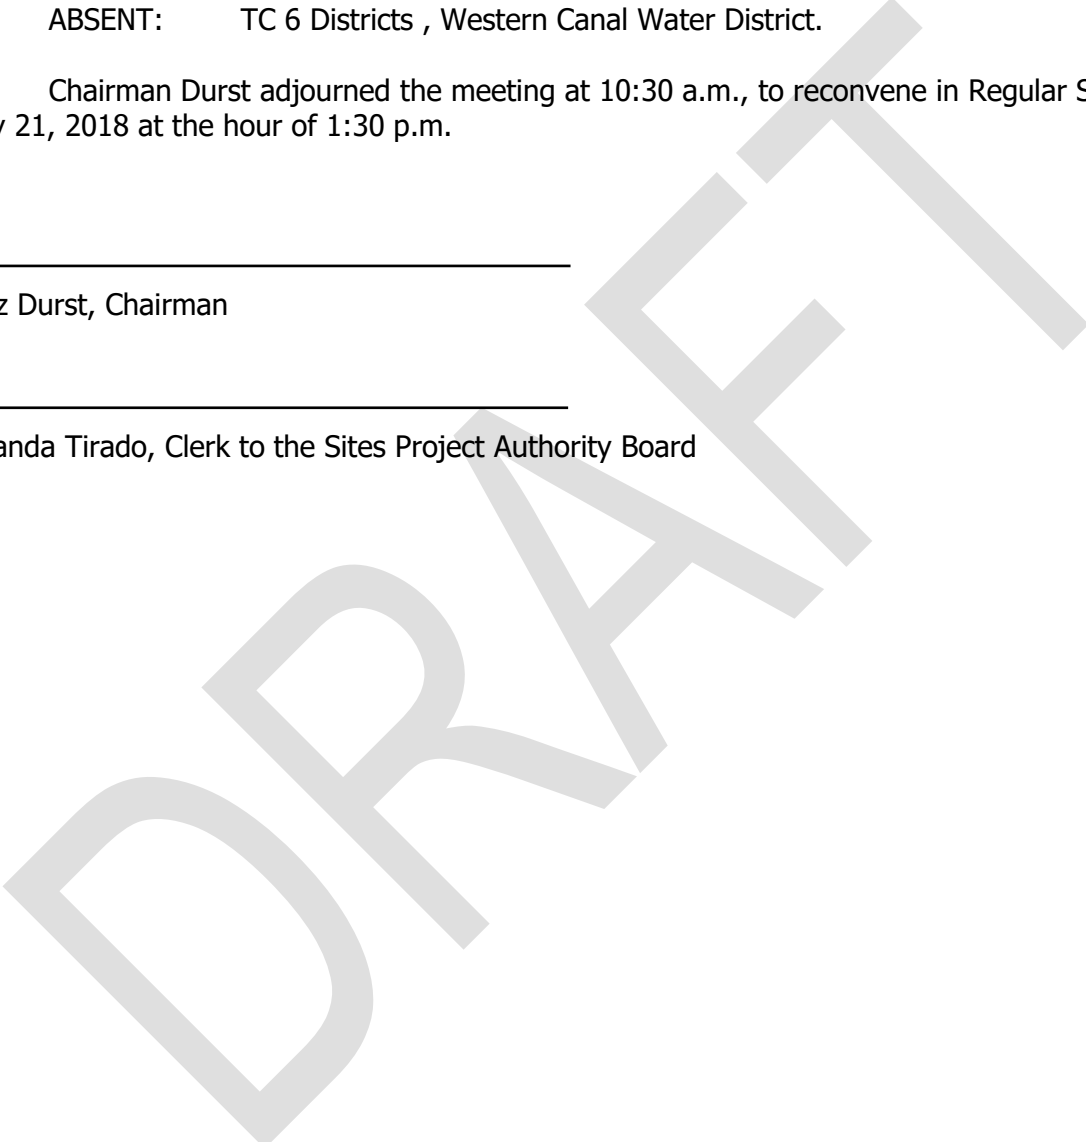 ABSENT: TC 6 Districts , Western Canal Water District.
Chairman Durst adjourned the meeting at 10:30 a.m., to reconvene in Regular
21, 2018 at the hour of 1:30 p.m.
Durst, Chairman
Tirado, Clerk to the Sites Project Authority Board
DRAFT